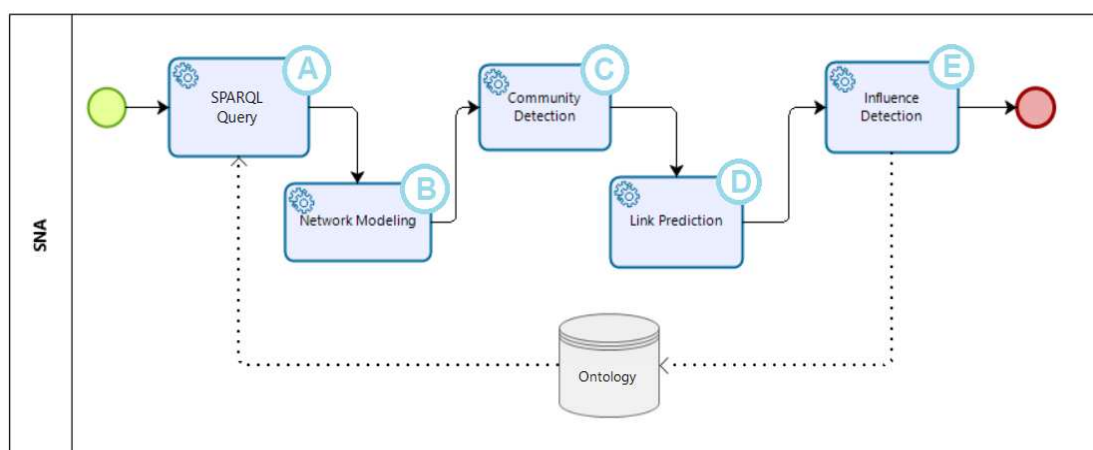 SNA
A
SPARQL
Query
B
Network Modeling
C
Community
Detection
D
Link Prediction
E
Influence
Detection
Ontology